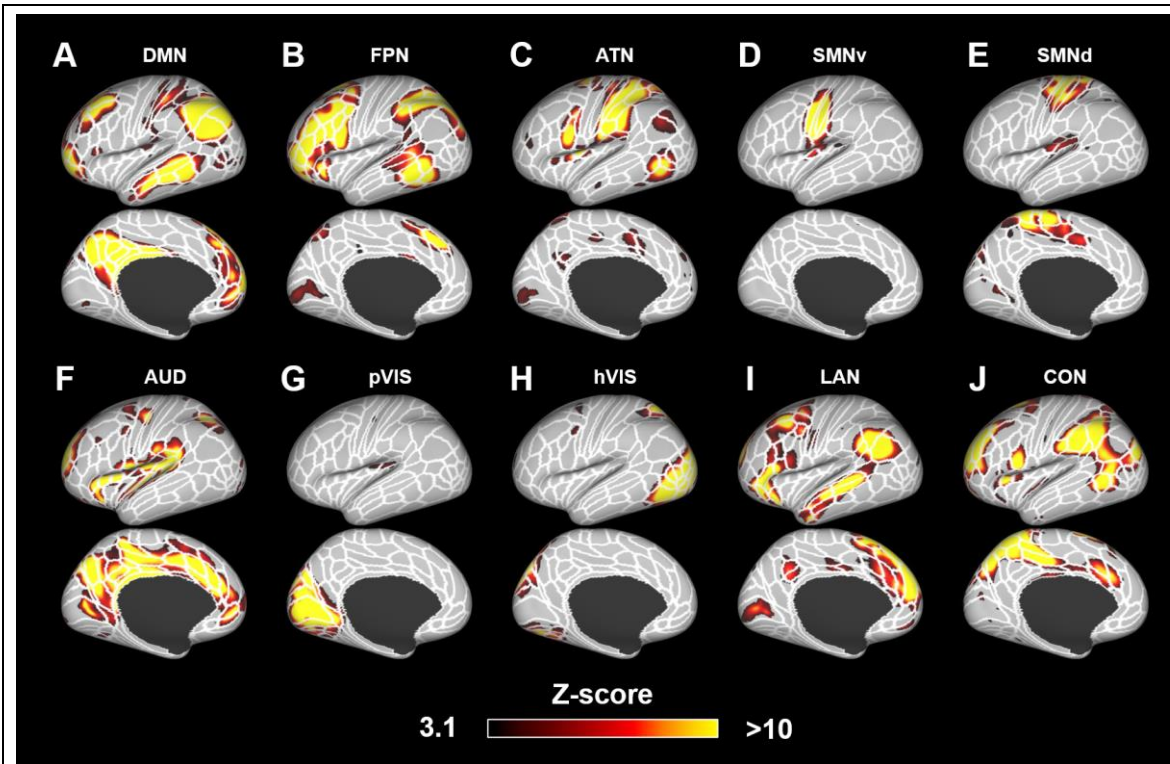 A DMN
B FPN
C ATN
D SMNv
E SMNd
F AUD
G pVIS
H hVIS
I LAN
J CON
Z-score
3.1 >10